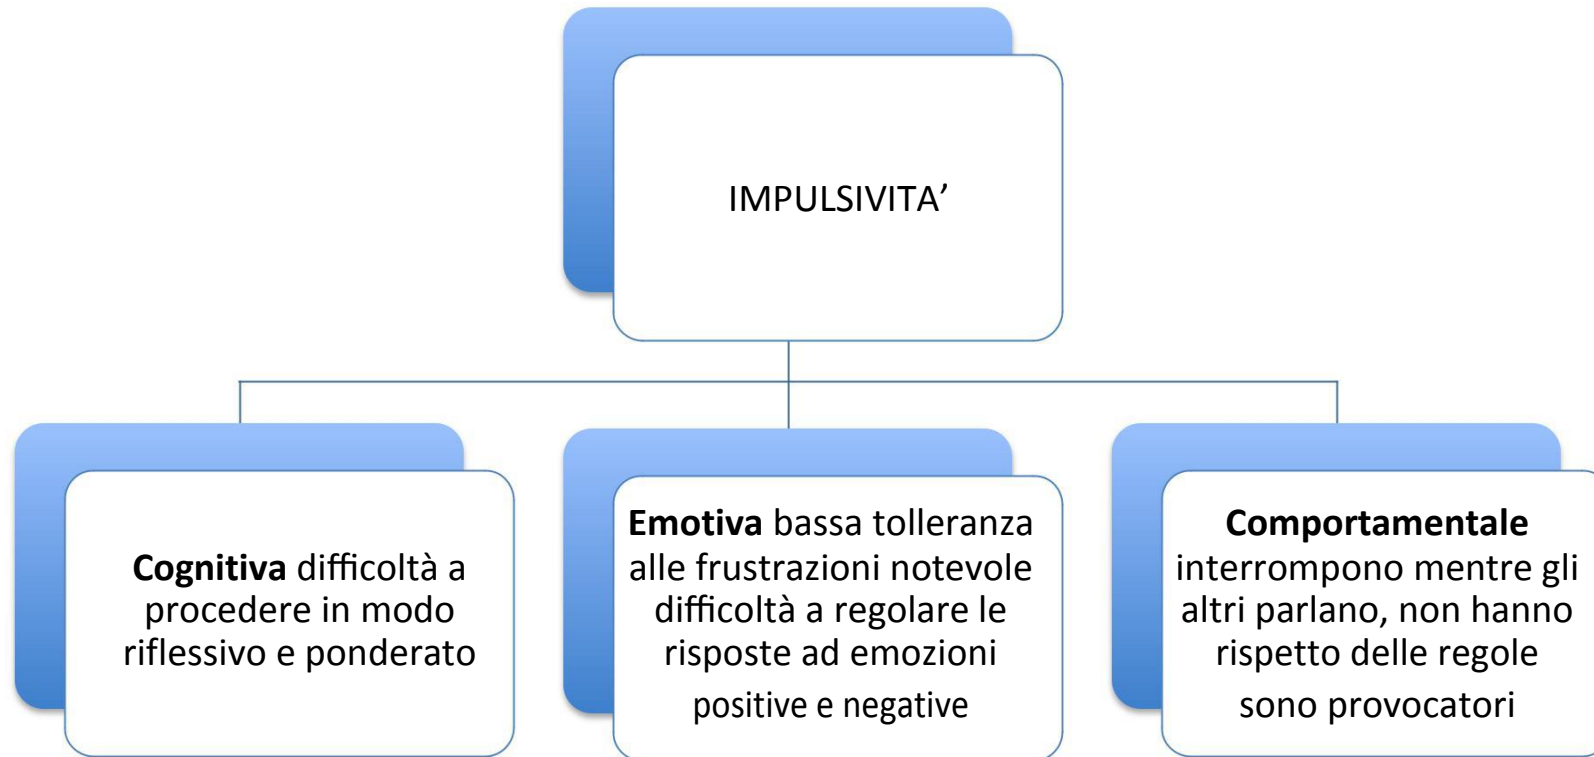 IMPULSIVITA’
Cognitiva difficoltà a
procedere in modo
riflessivo e ponderato
Emotiva bassa tolleranza
alle frustrazioni notevole
difficoltà a regolare le
risposte ad emozioni
positive e negative
Comportamentale
interrompono mentre gli
altri parlano, non hanno
rispetto delle regole
sono provocatori